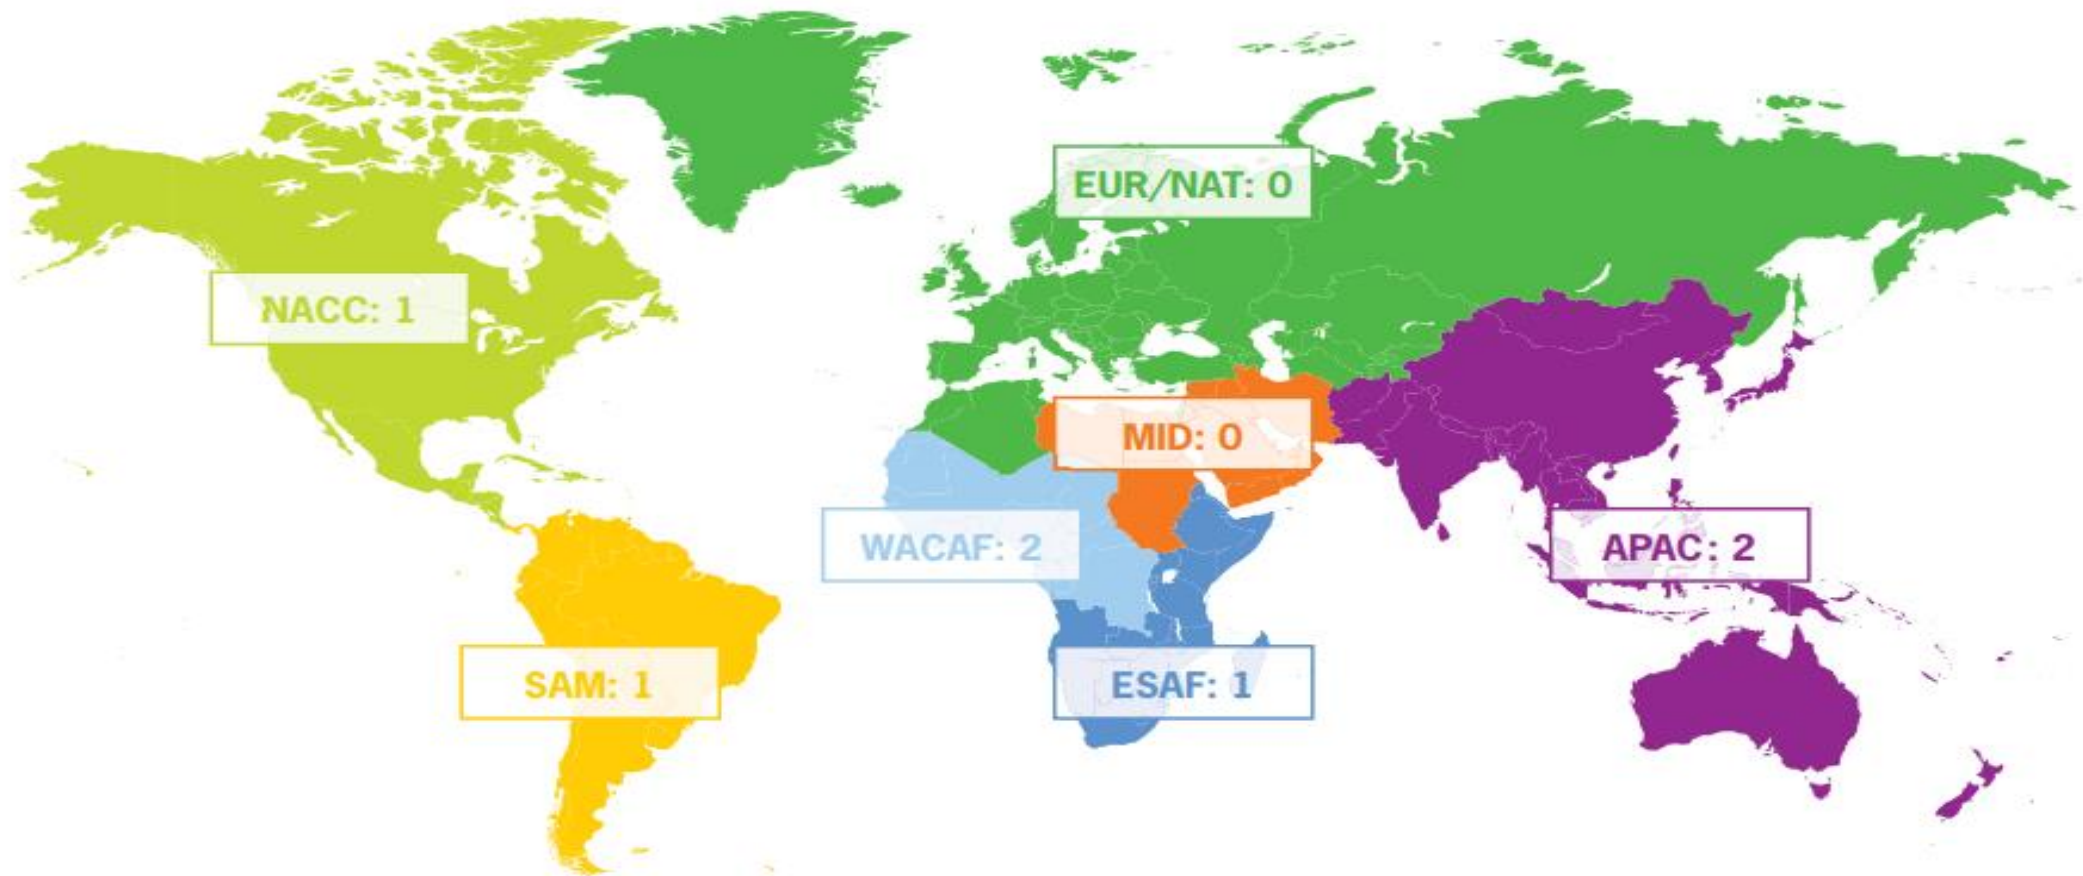 EUR/NAT: 0
NACC: 1
MID: 0
WACAF: 2
APAC: 2
SAM: 1
ESAF: 1